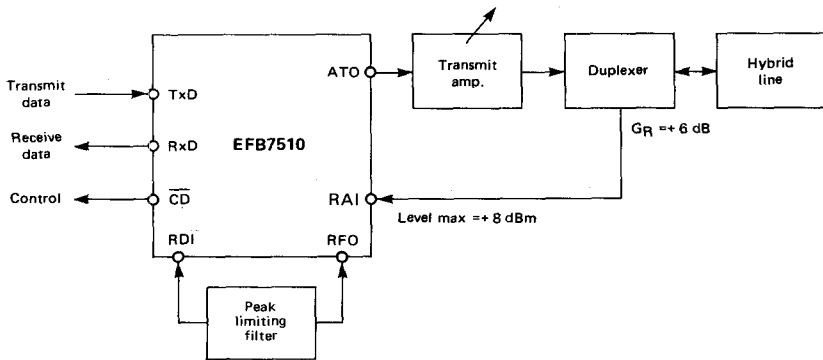 Transmit
data
Receive
data
Control
TxD
RxD
CD
RDI
EFB7510
ATO
RAI
RFO
Transmit
amp.
Duplexer
Hybrid
line
GR =+ 6 dB
Level max =+ 8 dBm
Peak
limiting
filter